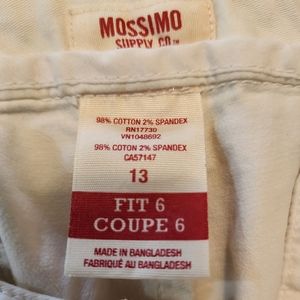 MOSSIMO
SUPPLY CO™
98% COTTON 2% SPANDEX
RN17730
VN1048692
98% COTTON 2% SPANDEX
CA57147
13
FIT 6
COUPE 6
MADE IN BANGLADESH
FABRIQUÉ AU BANGLADESH